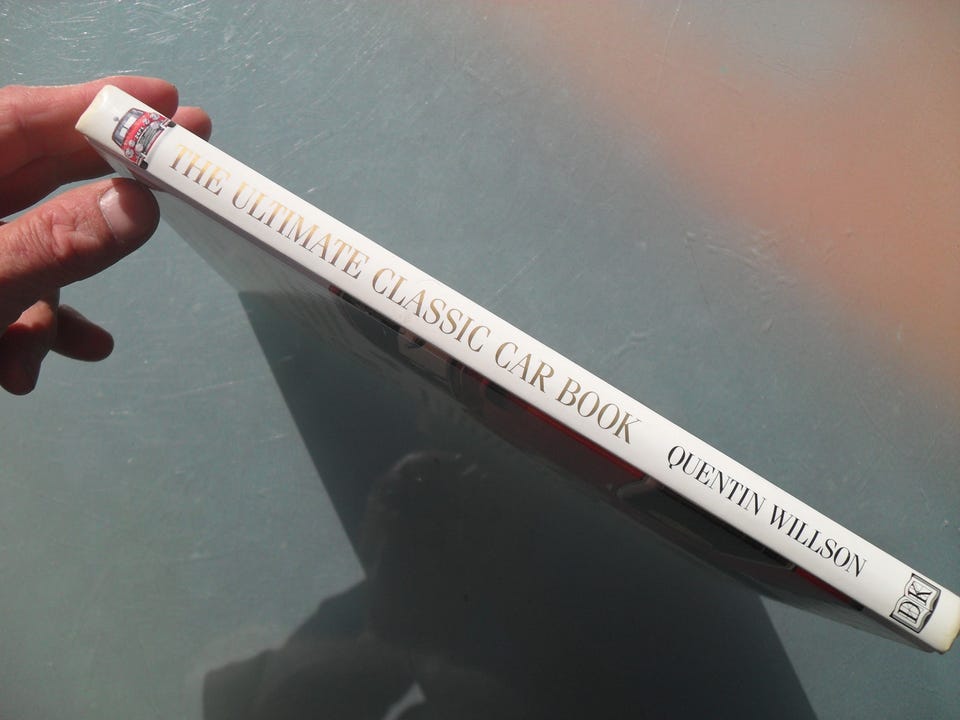 THE ULTIMATE CLASSIC CAR BOOK QUENTIN WILLSON DK